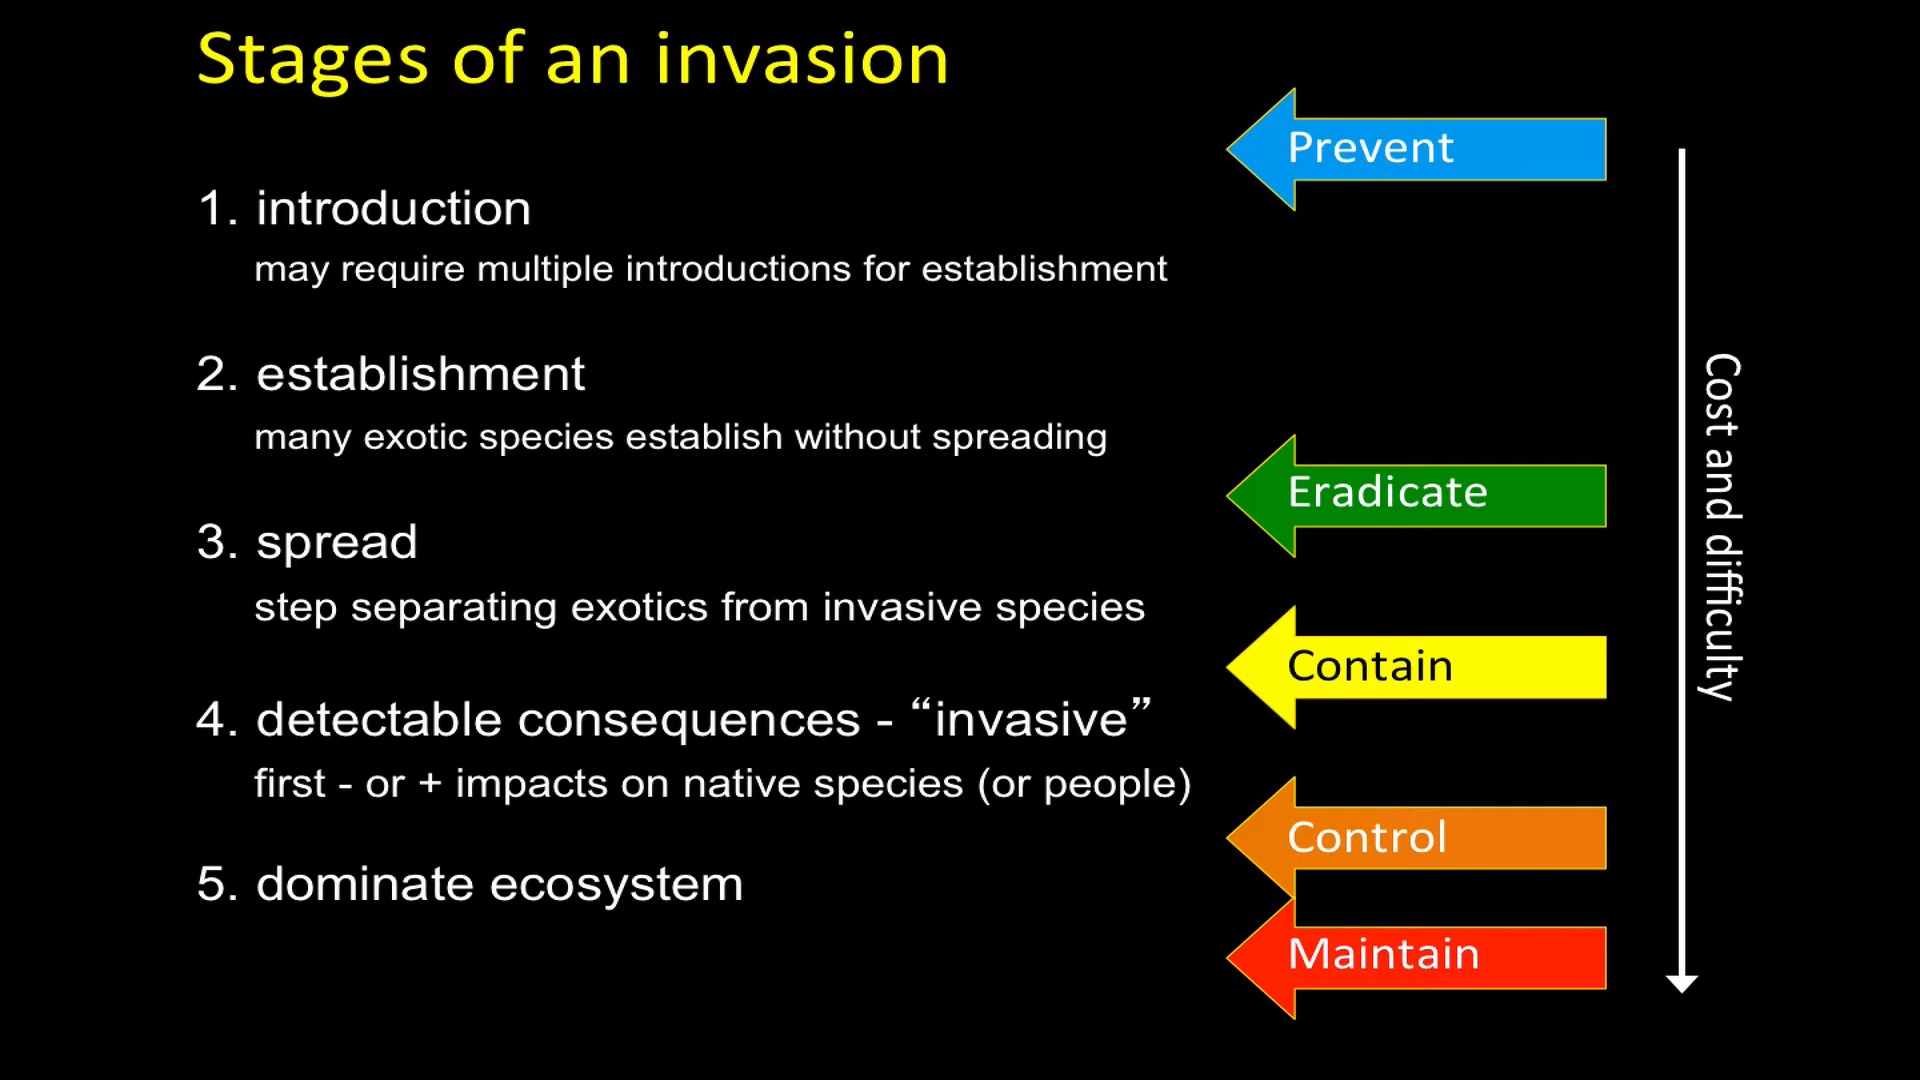 Stages of an invasion
Prevent
1. introduction
may require multiple introductions for establishment
2. establishment
many exotic species establish without spreading
Eradicate
3. spread
step separating exotics from invasive species
Contain
4. detectable consequences - “invasive”
first - or + impacts on native species (or people)
Control
5. dominate ecosystem
Maintain
Cost and difficulty